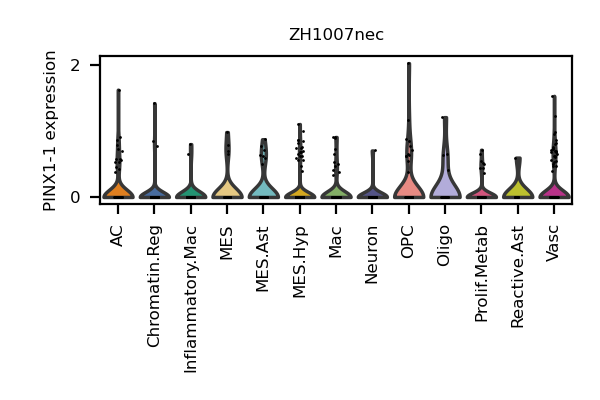 ZH1007nec
PINX1-1 expression
2
0
AC
Chromatin.Reg
Inflammatory.Mac
MES
MES.Ast
MES.Hyp
Mac
Neuron
OPC
Oligo
Prolif.Metab
Reactive.Ast
Vasc